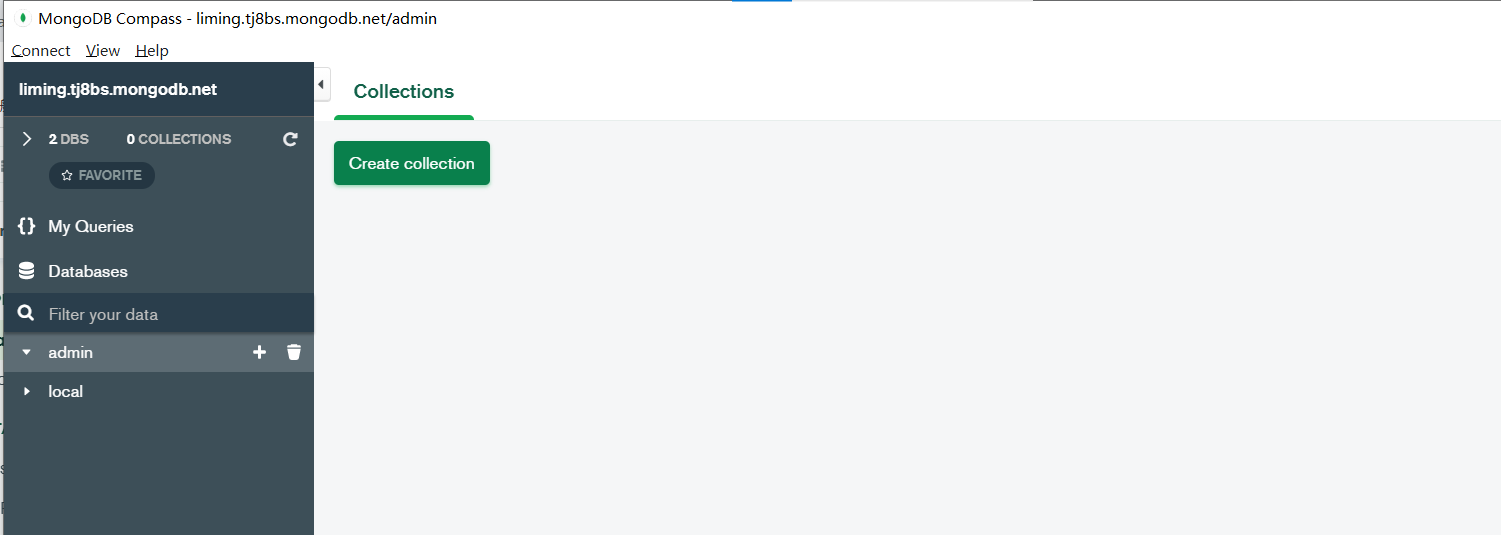 MongoDB Compass - liming.tj8bs.mongodb.net/admin
Connect View Help
liming.tj8bs.mongodb.net
2 DBS 0 COLLECTIONS
FAVORITE
{} My Queries
Databases
Filter your data
admin
local
Collections
Create collection